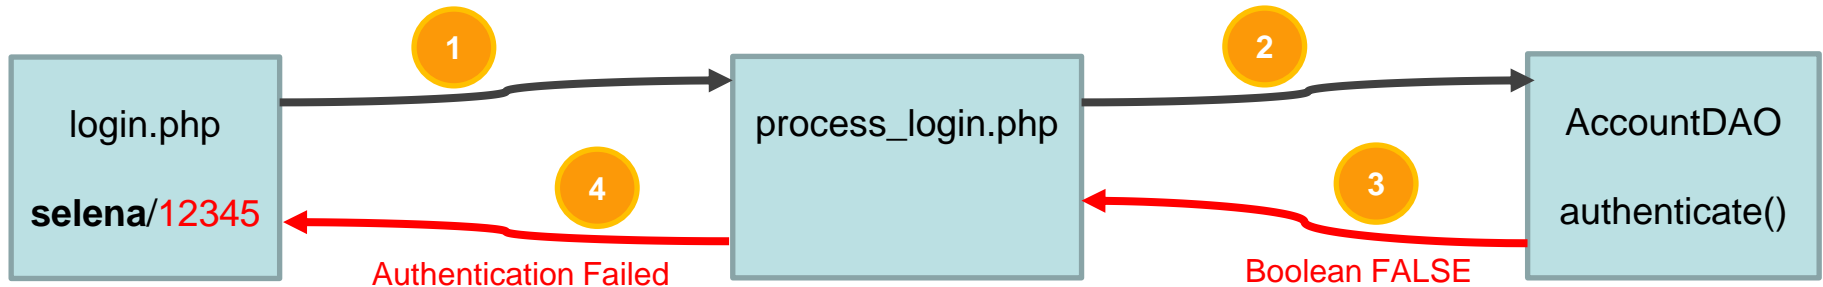 1
2
login.php
process_login.php
AccountDAO
selena/12345
4
3
authenticate()
Authentication Failed
Boolean FALSE